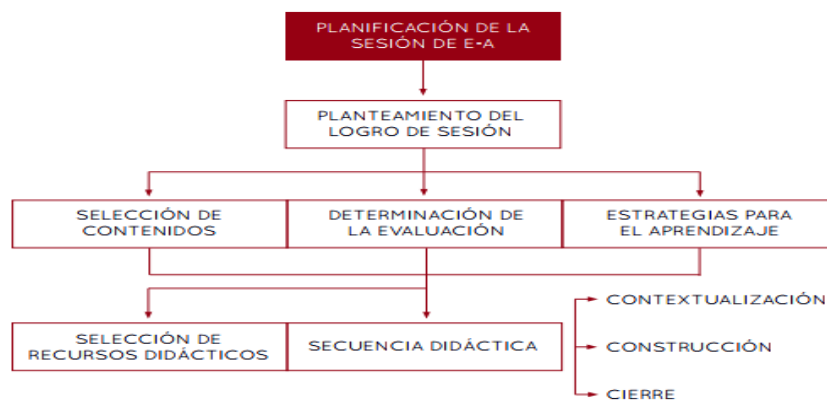 PLANIFICACIÓN DE LA
SESIÓN DE E-A
PLANTEAMIENTO DEL
LOGRO DE SESIÓN
SELECCIÓN DE
CONTENIDOS
DETERMINACIÓN DE
LA EVALUACIÓN
ESTRATEGIAS PARA
EL APRENDIZAJE
SELECCIÓN DE
RECURSOS DIDÁCTICOS
SECUENCIA DIDÁCTICA
CONTEXTUALIZACIÓN
CONSTRUCCIÓN
CIERRE